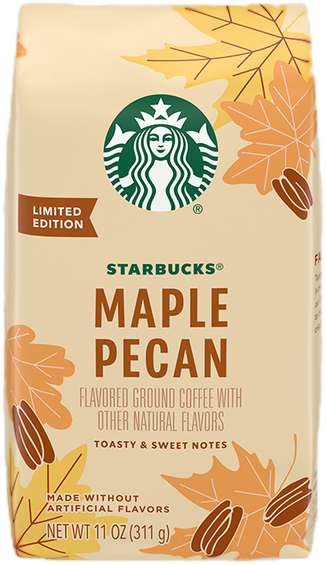 LIMITED
EDITION
STARBUCKS®
MAPLE
PECAN
FLAVORED GROUND COFFEE WITH
OTHER NATURAL FLAVORS
TOASTY & SWEET NOTES
MADE WITHOUT
ARTIFICIAL FLAVORS
NET WT 11 OZ (311 g)